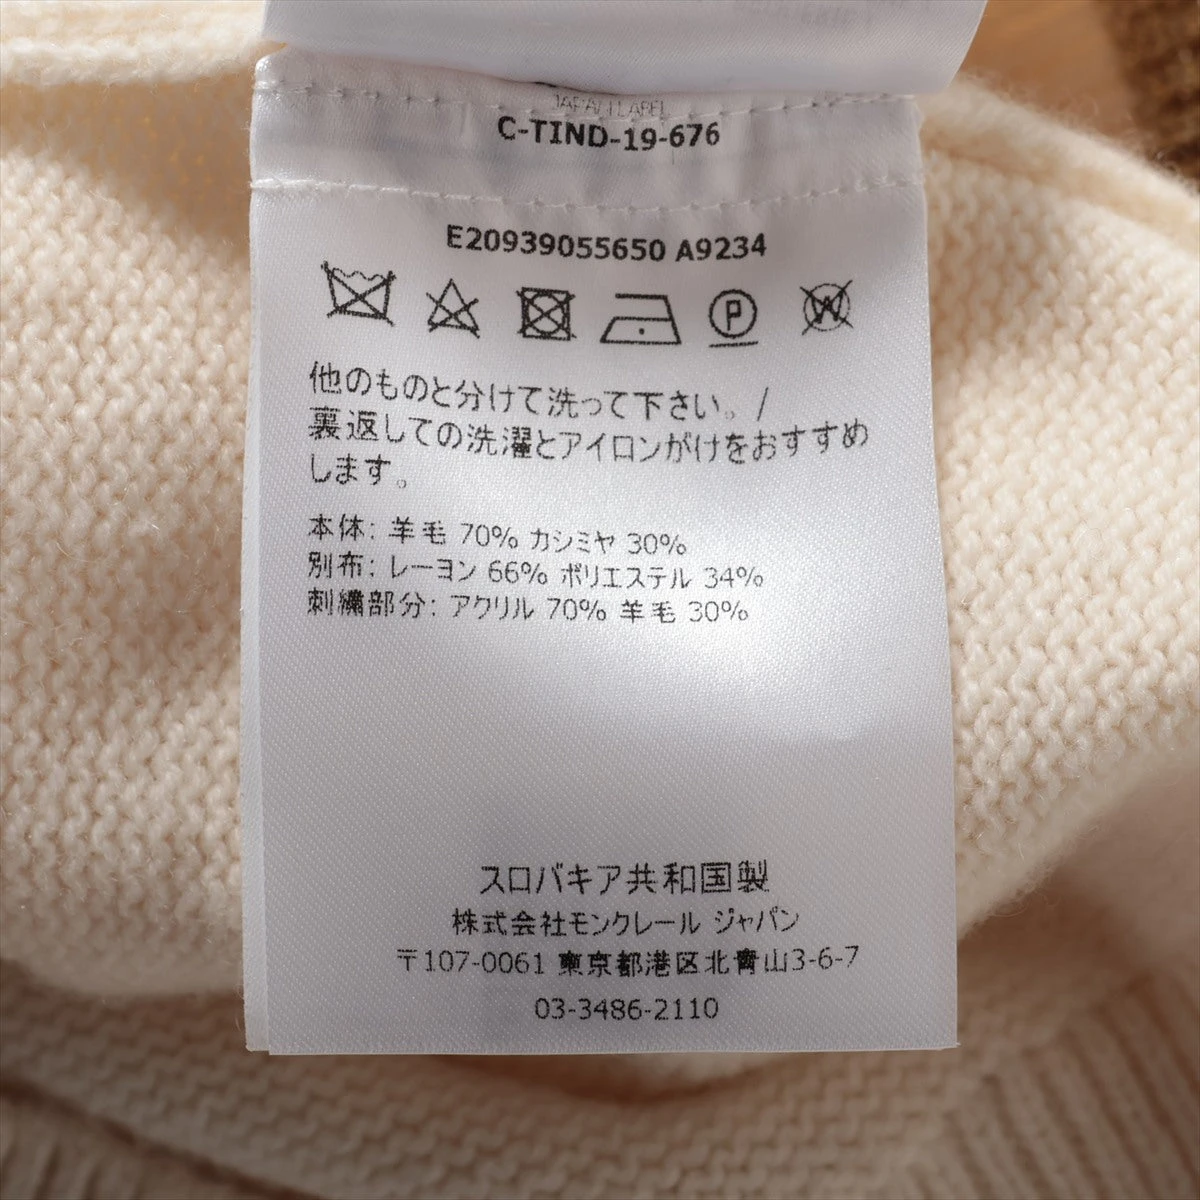 JAPAN LABEL
C-TIND-19-676
E20939055650 A9234
P
W
他のものと分けて洗って下さい。/
裏返しての洗濯とアイロンがけをおすすめ
します。
本体: 羊毛 70% カシミヤ 30%
別布: レーヨン 66% ポリエステル 34%
刺繍部分: アクリル 70% 羊毛 30%
スロバキア共和国製
株式会社モンクレール ジャパン
〒107-0061 東京都港区北青山3-6-7
03-3486-2110